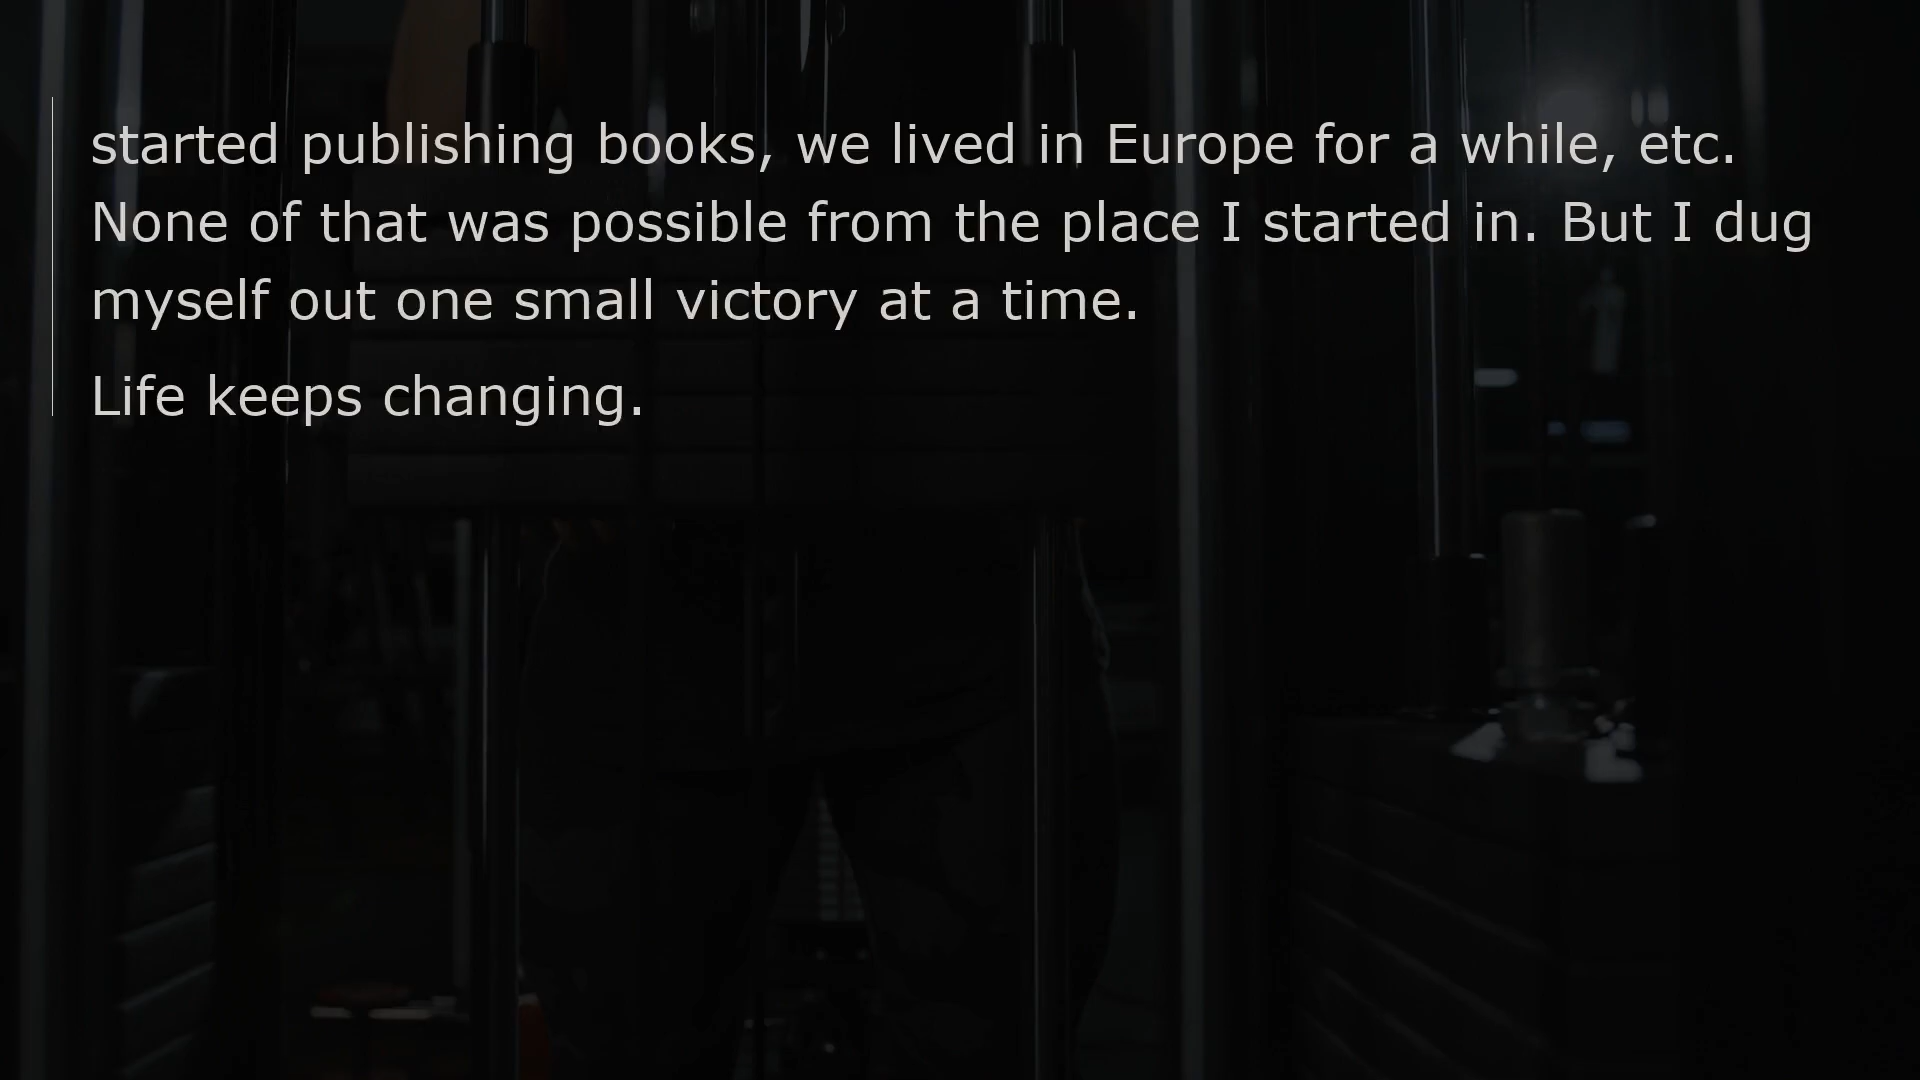 started publishing books, we lived in Europe for a while, etc.
None of that was possible from the place I started in. But I dug
myself out one small victory at a time.
Life keeps changing.